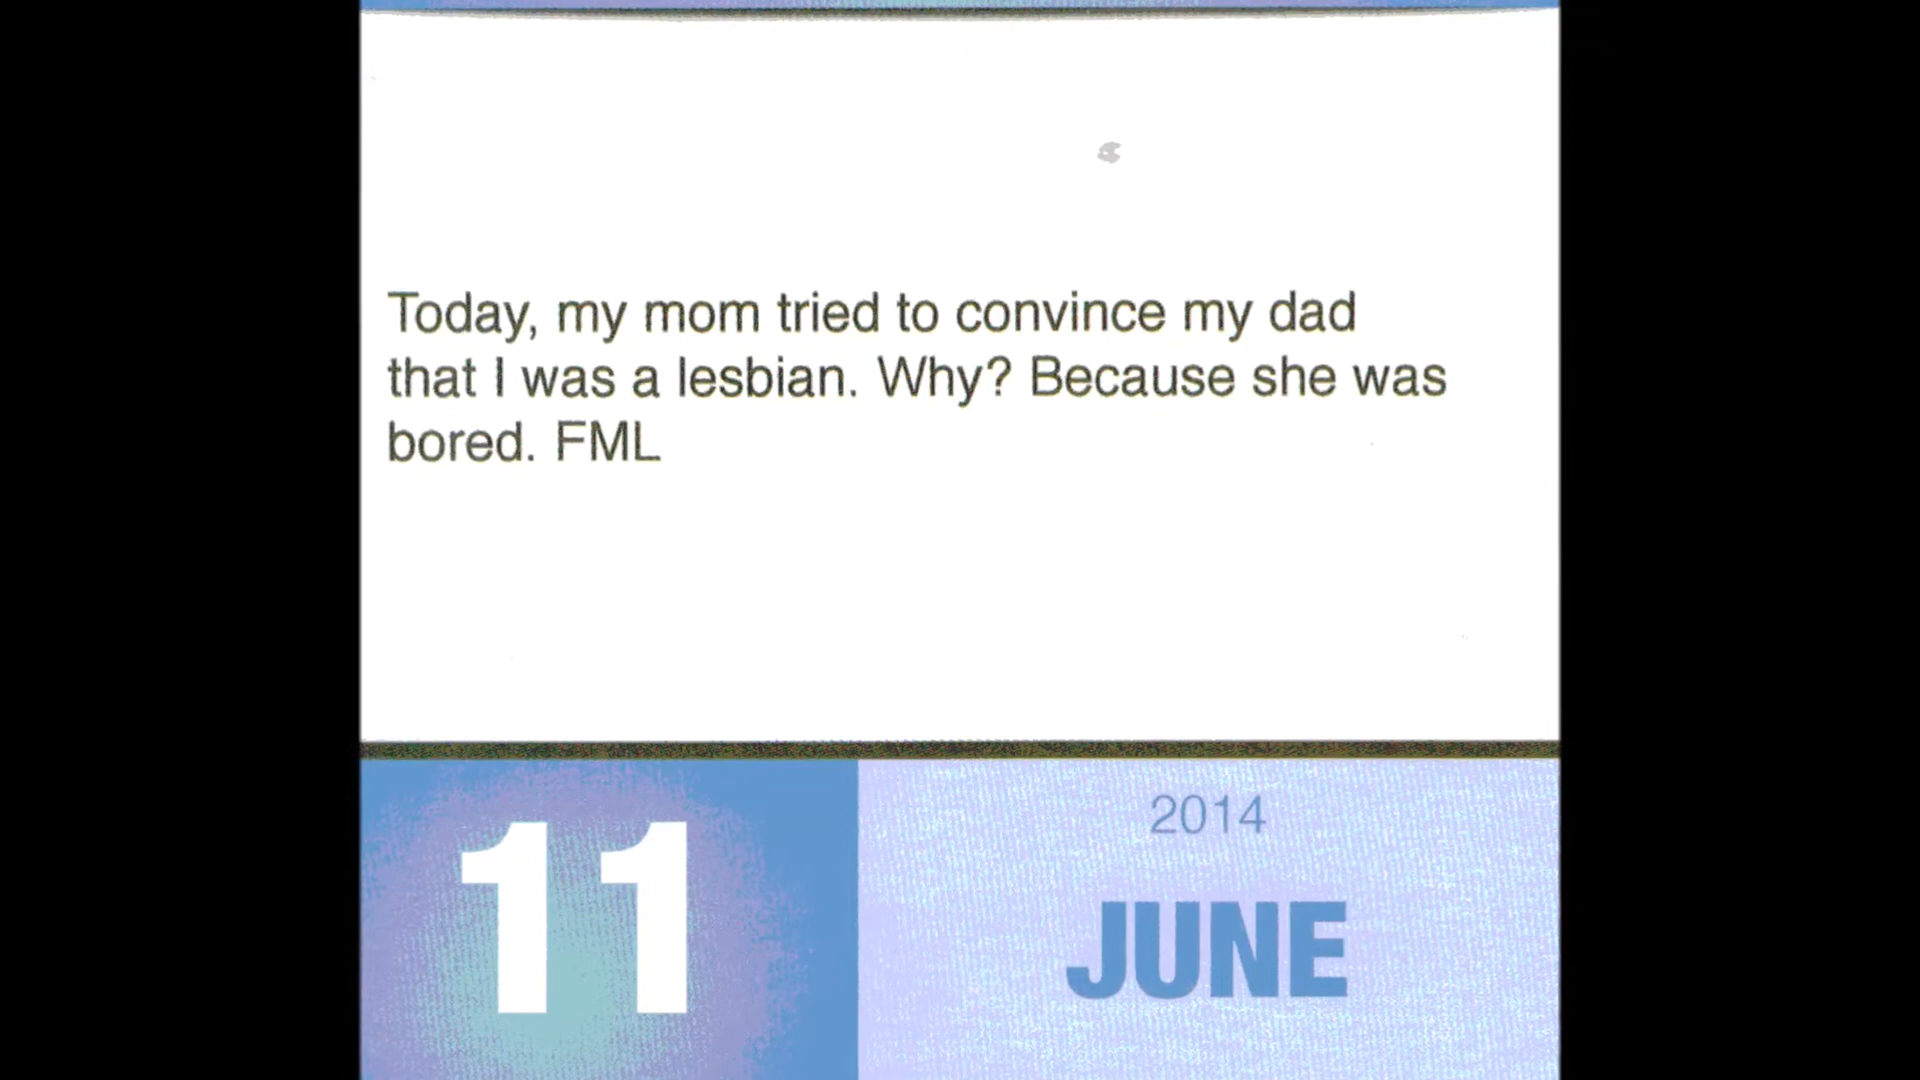 Today, my mom tried to convince my dad
that I was a lesbian. Why? Because she was
bored. FML
11
2014
JUNE